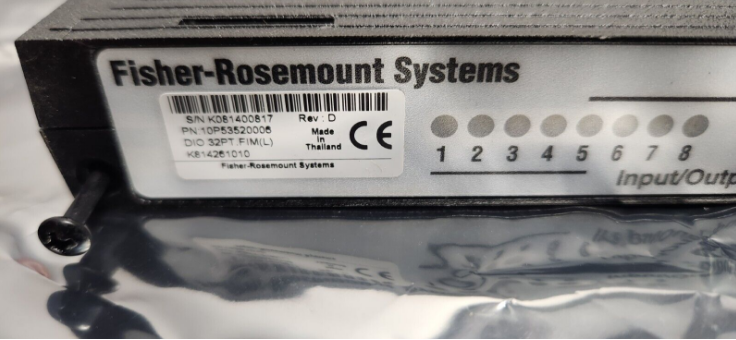 Fisher-Rosemount Systems
S/N K081400817 Rev : D
PN:10P53520006
DIO 32PT.FIM(L)
K814261010
Made
in
Thailand
CE
Fisher-Rosemount Systems
1 2 3 4 5 6 7 8
Input/Outp